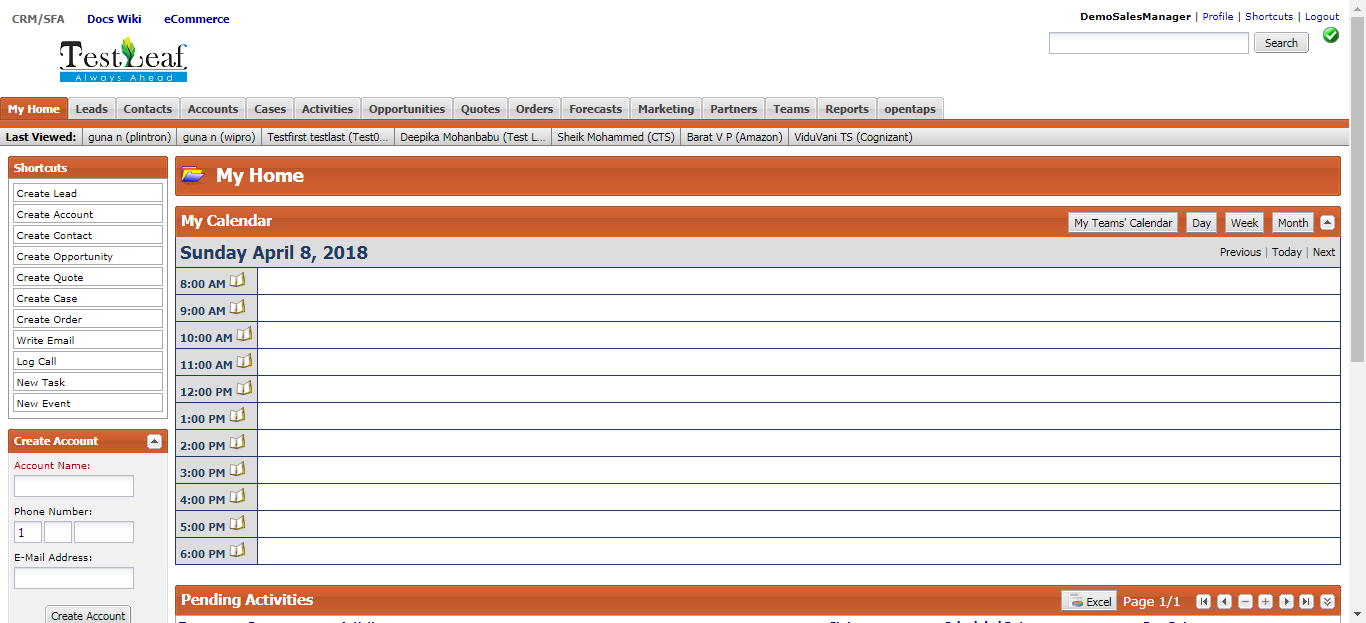 CRM/SFA Docs Wiki eCommerce
DemoSalesManager | Profile | Shortcuts | Logout
Search
TestLeaf
Always Ahead
My Home Leads Contacts Accounts Cases Activities Opportunities Quotes Orders Forecasts Marketing Partners Teams Reports opentaps
Last Viewed: guna n (plintron) guna n (wipro) Testfirst testlast (Test0... Deepika Mohanbabu (Test L... Sheik Mohammed (CTS) Barat V P (Amazon) ViduVani TS (Cognizant)
Shortcuts
Create Lead
Create Account
Create Contact
Create Opportunity
Create Quote
Create Case
Create Order
Write Email
Log Call
New Task
New Event
Create Account
Account Name:
Phone Number:
1
E-Mail Address:
Create Account
My Home
My Calendar
My Teams' Calendar Day Week Month
Sunday April 8, 2018
Previous | Today | Next
8:00 AM
9:00 AM
10:00 AM
11:00 AM
12:00 PM
1:00 PM
2:00 PM
3:00 PM
4:00 PM
5:00 PM
6:00 PM
Pending Activities
Excel Page 1/1